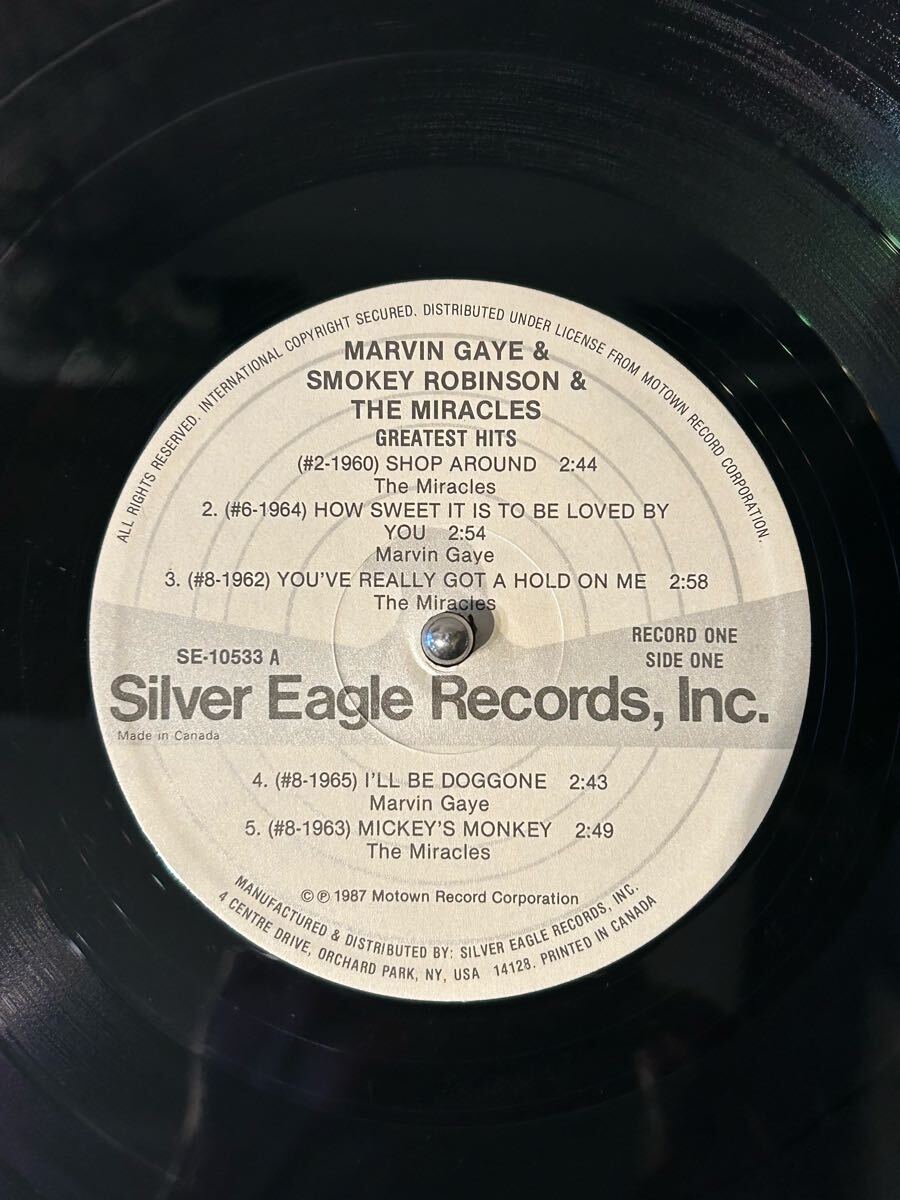 ALL RIGHTS RESERVED. INTERNATIONAL COPYRIGHT SECURED. DISTRIBUTED UNDER LICENSE FROM MOTOWN RECORD CORPORATION.
MARVIN GAYE &
SMOKEY ROBINSON &
THE MIRACLES
GREATEST HITS
(#2-1960) SHOP AROUND 2:44
The Miracles
2. (#6-1964) HOW SWEET IT IS TO BE LOVED BY
YOU 2:54
Marvin Gaye
3. (#8-1962) YOU'VE REALLY GOT A HOLD ON ME 2:58
The Miracles
SE-10533 A
RECORD ONE
SIDE ONE
Silver Eagle Records, Inc.
Made in Canada
4. (#8-1965) I'LL BE DOGGONE 2:43
Marvin Gaye
5. (#8-1963) MICKEY'S MONKEY 2:49
The Miracles
© ℗ 1987 Motown Record Corporation
MANUFACTURED & DISTRIBUTED BY: SILVER EAGLE RECORDS, INC.
4 CENTRE DRIVE, ORCHARD PARK, NY, USA 14128. PRINTED IN CANADA